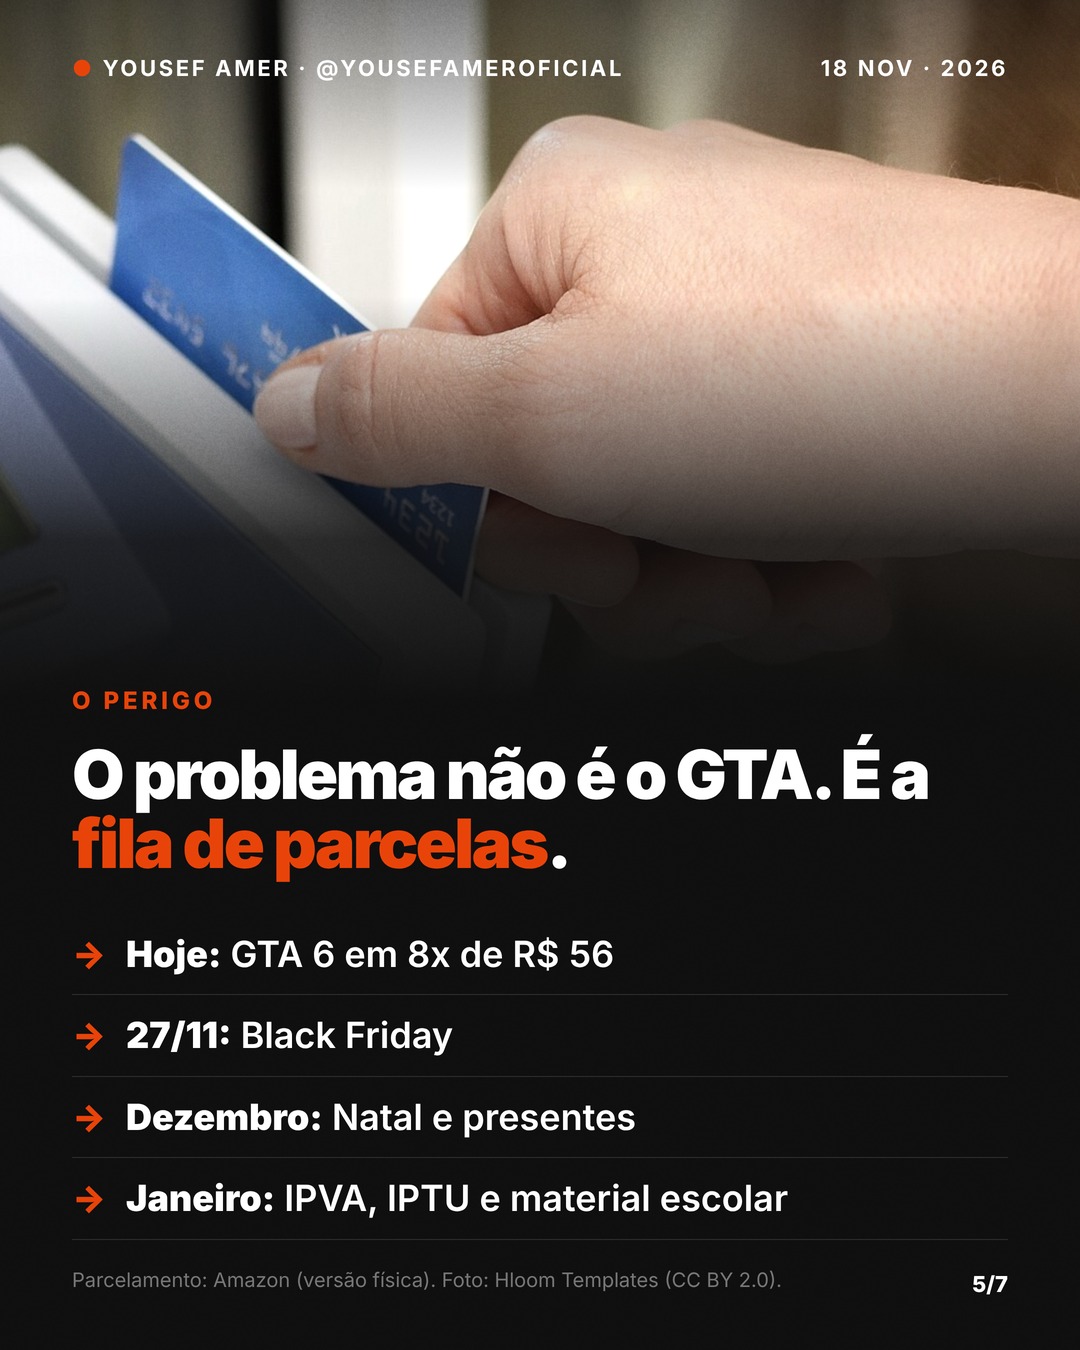 YOUSEF AMER · @YOUSEFAMEROFICIAL
18 NOV · 2026
1234
O PERIGO
O problema não é o GTA. É a
fila de parcelas.
→ Hoje: GTA 6 em 8x de R$ 56
→ 27/11: Black Friday
→ Dezembro: Natal e presentes
→ Janeiro: IPVA, IPTU e material escolar
Parcelamento: Amazon (versão física). Foto: Hloom Templates (CC BY 2.0).
5/7